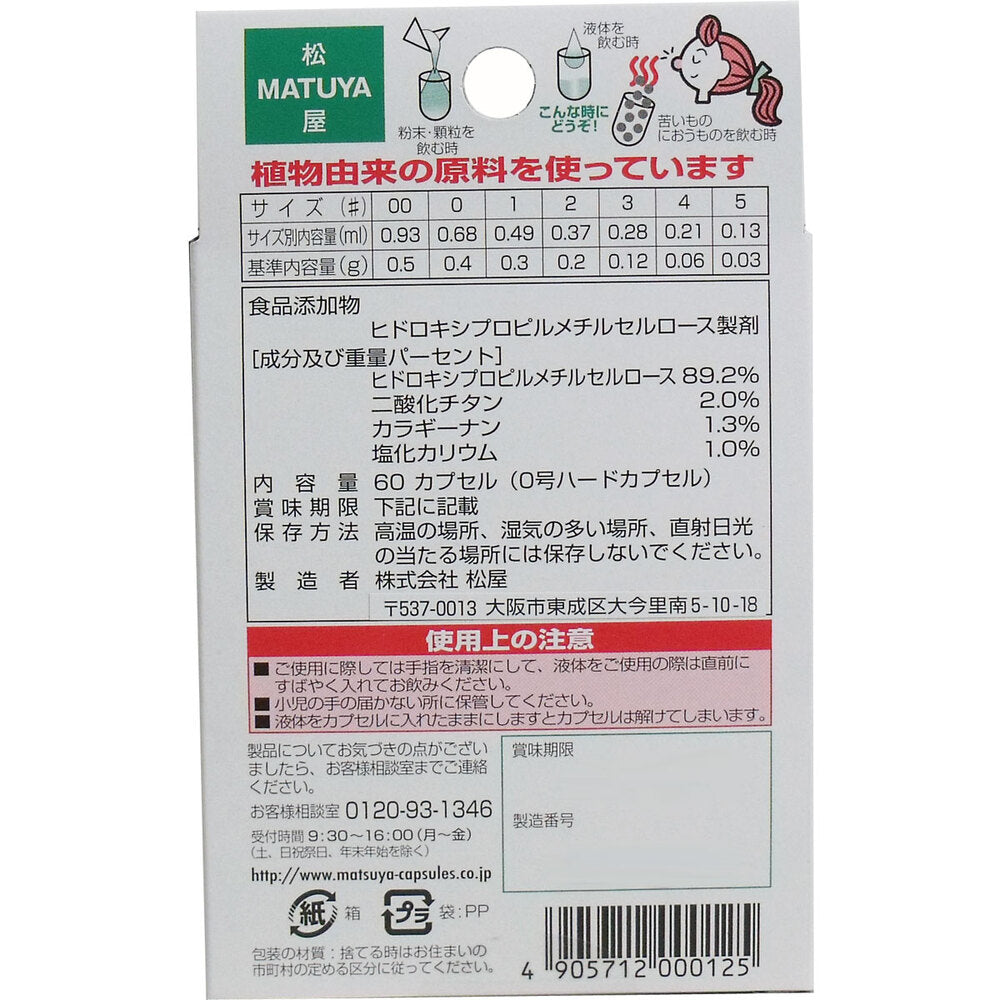 松
MATUYA
屋
粉末・顆粒を
飲む時
液体を
飲む時
こんな時に
どうぞ!
苦いもの
におうものを飲む時
植物由来の原料を使っています
サイズ(♯) 00 0 1 2 3 4 5
サイズ別内容量(ml) 0.93 0.68 0.49 0.37 0.28 0.21 0.13
基準内容量(g) 0.5 0.4 0.3 0.2 0.12 0.06 0.03
食品添加物
ヒドロキシプロピルメチルセルロース製剤
[成分及び重量パーセント]
ヒドロキシプロピルメチルセルロース 89.2%
二酸化チタン 2.0%
カラギーナン 1.3%
塩化カリウム 1.0%
内容量 60 カプセル(0号ハードカプセル)
賞味期限 下記に記載
保存方法 高温の場所、湿気の多い場所、直射日光
の当たる場所には保存しないでください。
製造者 株式会社 松屋
〒537-0013 大阪市東成区大今里南5-10-18
使用上の注意
■ ご使用に際しては手指を清潔にして、液体をご使用の際は直前に
すばやく入れてお飲みください。
■ 小児の手の届かない所に保管してください。
■ 液体をカプセルに入れたままにしますとカプセルは解けてしまいます。
製品についてお気づきの点がござい
ましたら、お客様相談室までご連絡
ください。
お客様相談室 0120-93-1346
受付時間 9:30〜16:00(月〜金)
(土、日祝祭日、年末年始を除く)
http://www.matsuya-capsules.co.jp
賞味期限
製造番号
紙 箱 プラ 袋:PP
包装の材質:捨てる時はお住まいの
市町村の定める区分に従ってください。
4 905712 000125